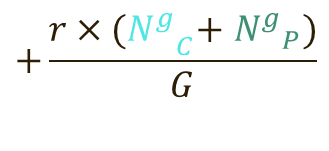 + r × (N^g_C + N^g_P) / G